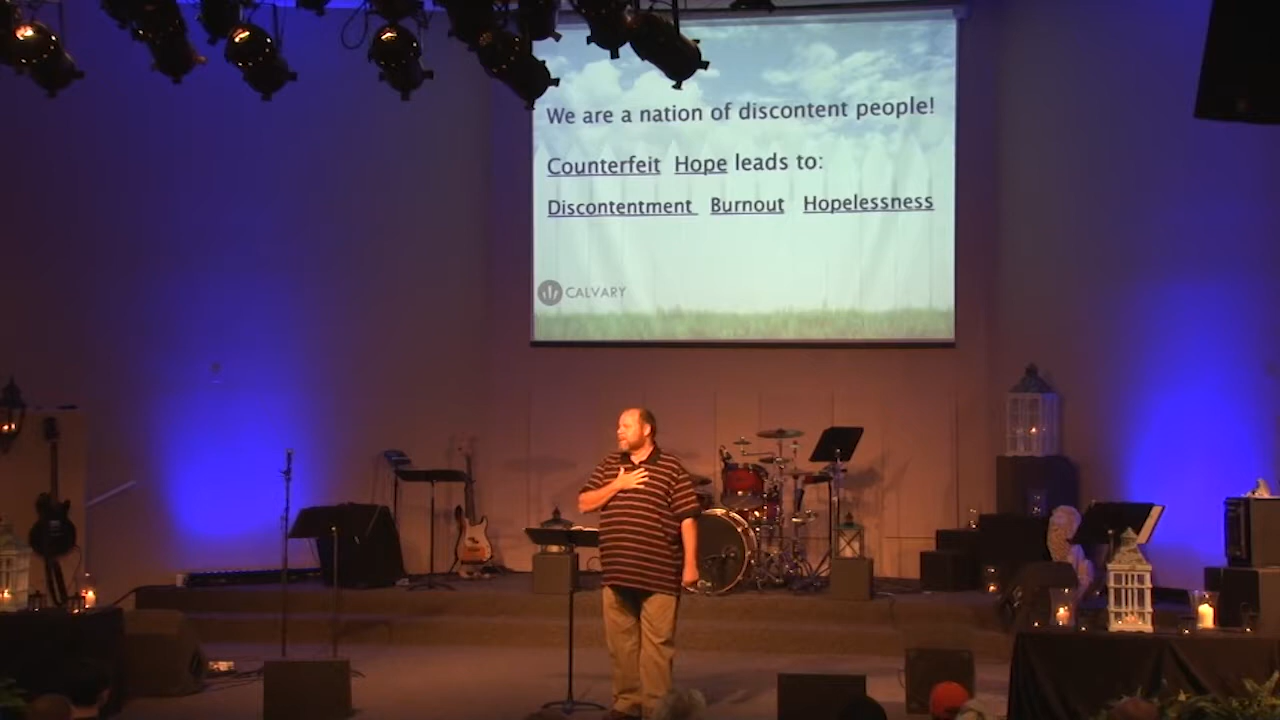 We are a nation of discontent people!
Counterfeit Hope leads to:
Discontentment Burnout Hopelessness
CALVARY